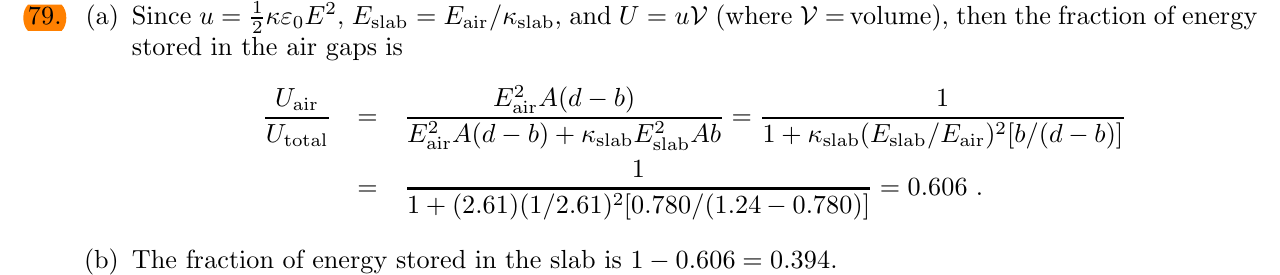 79. (a) Since u = ½κε₀E², E_slab = E_air/κ_slab, and U = u𝒱 (where 𝒱 = volume), then the fraction of energy
stored in the air gaps is
U_air/U_total = E²_air A(d − b) / (E²_air A(d − b) + κ_slab E²_slab Ab) = 1 / (1 + κ_slab(E_slab/E_air)²[b/(d − b)])
= 1 / (1 + (2.61)(1/2.61)²[0.780/(1.24 − 0.780)]) = 0.606 .
(b) The fraction of energy stored in the slab is 1 − 0.606 = 0.394.